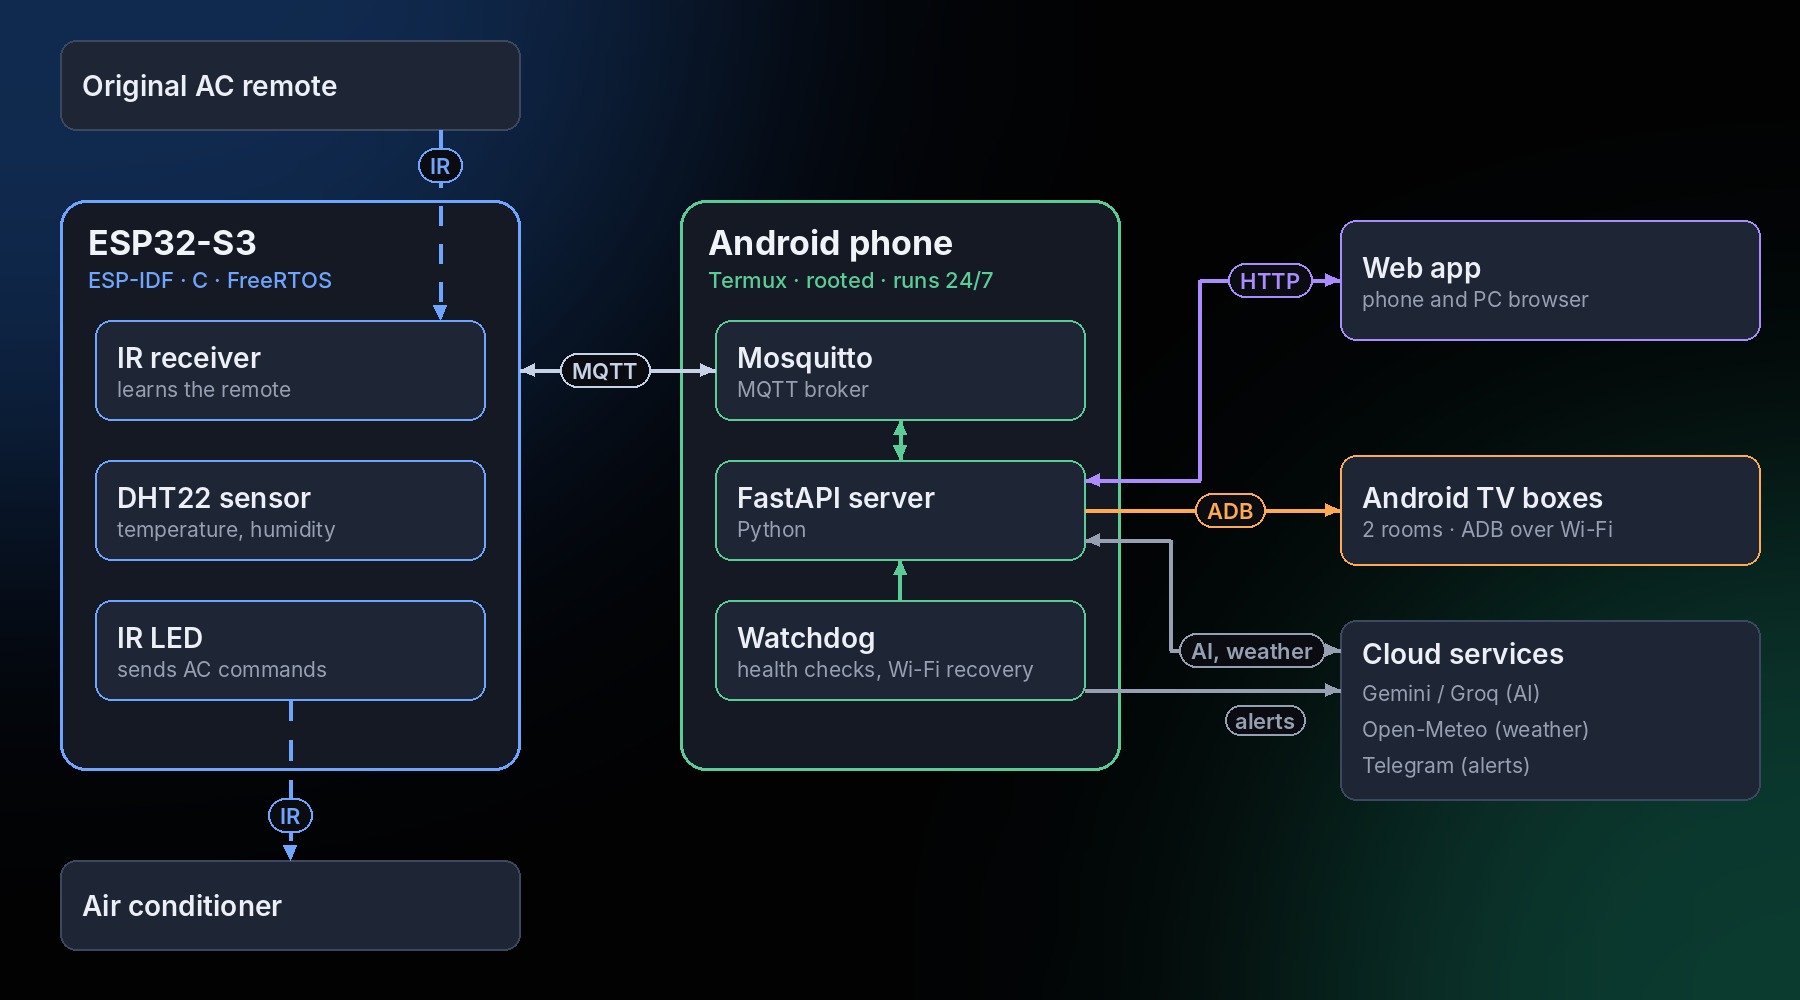 Original AC remote
IR
ESP32-S3
ESP-IDF · C · FreeRTOS
IR receiver
learns the remote
DHT22 sensor
temperature, humidity
IR LED
sends AC commands
IR
Air conditioner
MQTT
Android phone
Termux · rooted · runs 24/7
Mosquitto
MQTT broker
FastAPI server
Python
Watchdog
health checks, Wi-Fi recovery
HTTP
ADB
AI, weather
alerts
Web app
phone and PC browser
Android TV boxes
2 rooms · ADB over Wi-Fi
Cloud services
Gemini / Groq (AI)
Open-Meteo (weather)
Telegram (alerts)